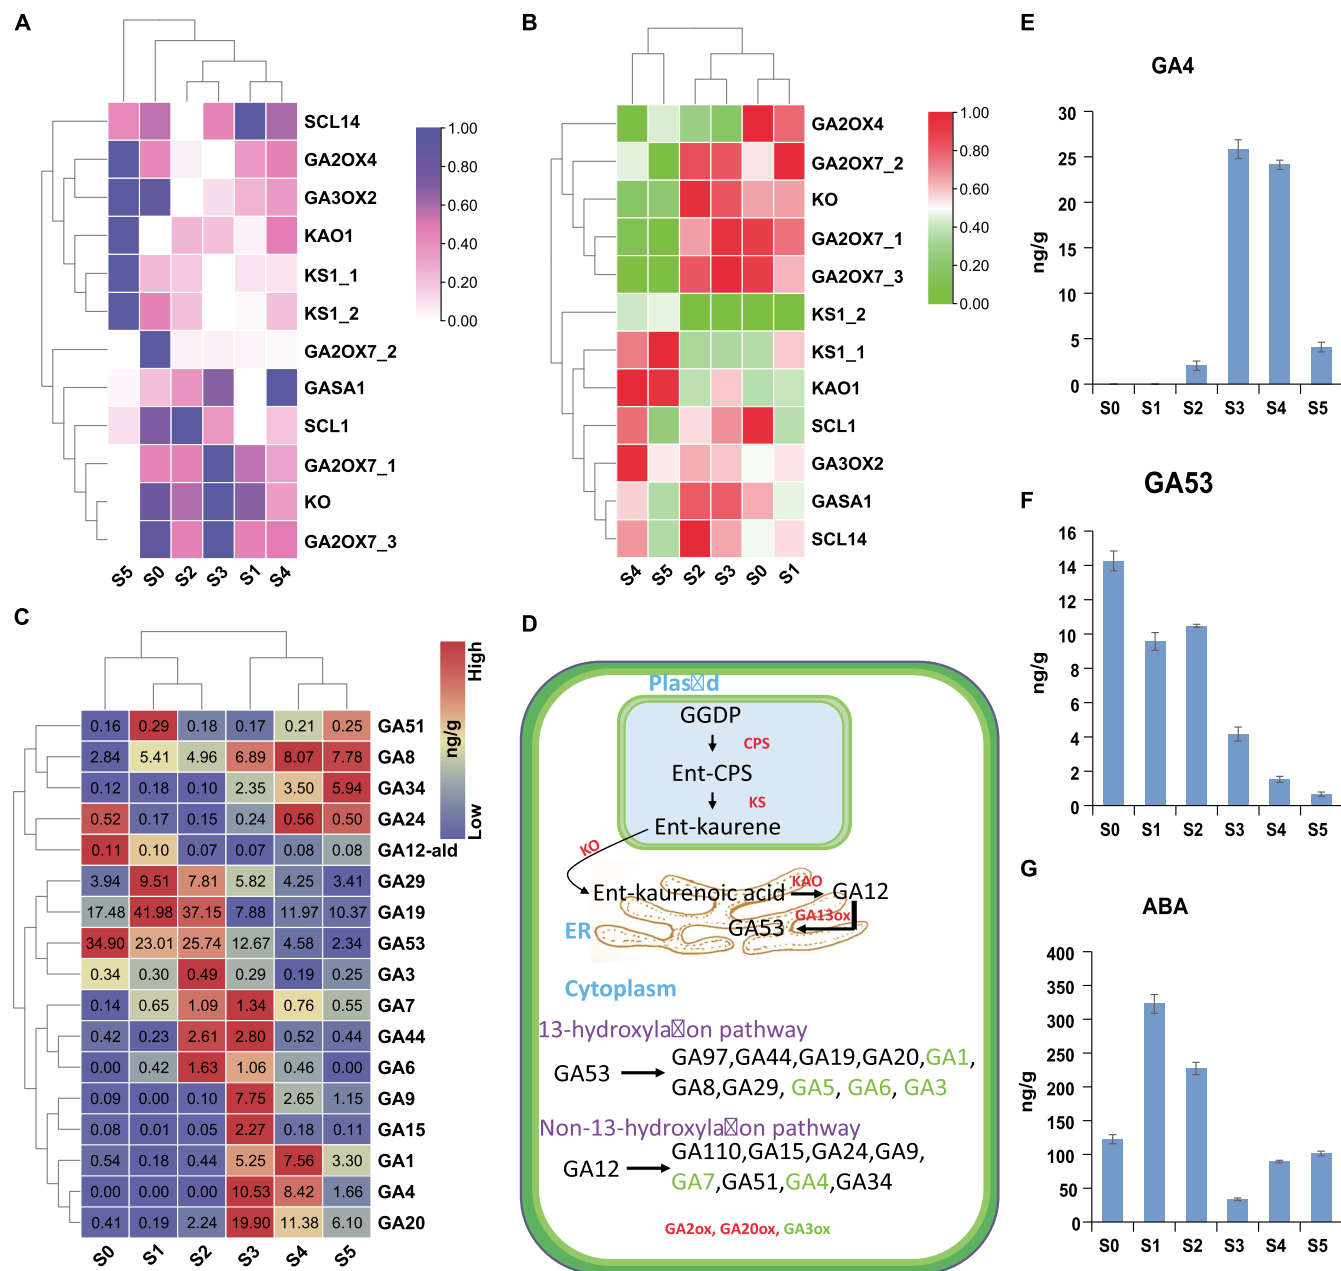 A
SCL14
GA2OX4
GA3OX2
KAO1
KS1_1
KS1_2
GA2OX7_2
GASA1
SCL1
GA2OX7_1
KO
GA2OX7_3
S5 S0 S2 S3 S1 S4
1.00
0.80
0.60
0.40
0.20
0.00
B
GA2OX4
GA2OX7_2
KO
GA2OX7_1
GA2OX7_3
KS1_2
KS1_1
KAO1
SCL1
GA3OX2
GASA1
SCL14
S4 S5 S2 S3 S0 S1
1.00
0.80
0.60
0.40
0.20
0.00
C
0.16 0.29 0.18 0.17 0.21 0.25 GA51
2.84 5.41 4.96 6.89 8.07 7.78 GA8
0.12 0.18 0.10 2.35 3.50 5.94 GA34
0.52 0.17 0.15 0.24 0.56 0.50 GA24
0.11 0.10 0.07 0.07 0.08 0.08 GA12-ald
3.94 9.51 7.81 5.82 4.25 3.41 GA29
17.48 41.98 37.15 7.88 11.97 10.37 GA19
34.90 23.01 25.74 12.67 4.58 2.34 GA53
0.34 0.30 0.49 0.29 0.19 0.25 GA3
0.14 0.65 1.09 1.34 0.76 0.55 GA7
0.42 0.23 2.61 2.80 0.52 0.44 GA44
0.00 0.42 1.63 1.06 0.46 0.00 GA6
0.09 0.00 0.10 7.75 2.65 1.15 GA9
0.08 0.01 0.05 2.27 0.18 0.11 GA15
0.54 0.18 0.44 5.25 7.56 3.30 GA1
0.00 0.00 0.00 10.53 8.42 1.66 GA4
0.41 0.19 2.24 19.90 11.38 6.10 GA20
S0 S1 S2 S3 S4 S5
High
ng/g
Low
D
Plas□d
GGDP
CPS
Ent-CPS
KS
Ent-kaurene
KO
Ent-kaurenoic acid KAO GA12
GA13ox
ER GA53
Cytoplasm
13-hydroxyla□on pathway
GA53 GA97,GA44,GA19,GA20,GA1,
GA8,GA29, GA5, GA6, GA3
Non-13-hydroxyla□on pathway
GA12 GA110,GA15,GA24,GA9,
GA7,GA51,GA4,GA34
GA2ox, GA20ox, GA3ox
E
GA4
ng/g
30
25
20
15
10
5
0
S0 S1 S2 S3 S4 S5
F
GA53
ng/g
16
14
12
10
8
6
4
2
0
S0 S1 S2 S3 S4 S5
G
ABA
ng/g
400
350
300
250
200
150
100
50
0
S0 S1 S2 S3 S4 S5